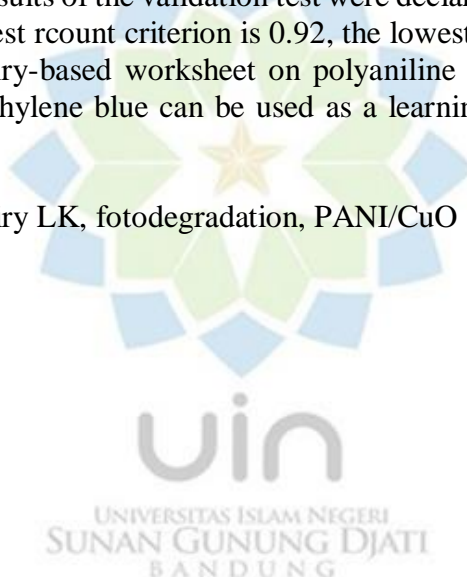 sults of the validation test were declar
est rcount criterion is 0.92, the lowest
ry-based worksheet on polyaniline
hylene blue can be used as a learnin
ry LK, fotodegradation, PANI/CuO
uin
UNIVERSITAS ISLAM NEGERI
SUNAN GUNUNG DJATI
BANDUNG